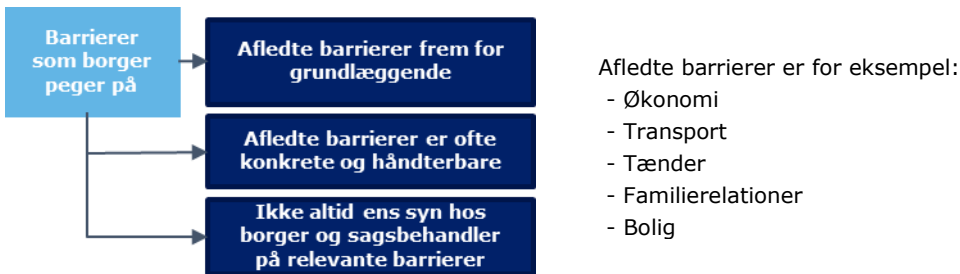 Barrierer
som borger
peger på
Afledte barrierer frem for
grundlæggende
Afledte barrierer er ofte
konkrete og håndterbare
Ikke altid ens syn hos
borger og sagsbehandler
på relevante barrierer
Afledte barrierer er for eksempel:
- Økonomi
- Transport
- Tænder
- Familierelationer
- Bolig